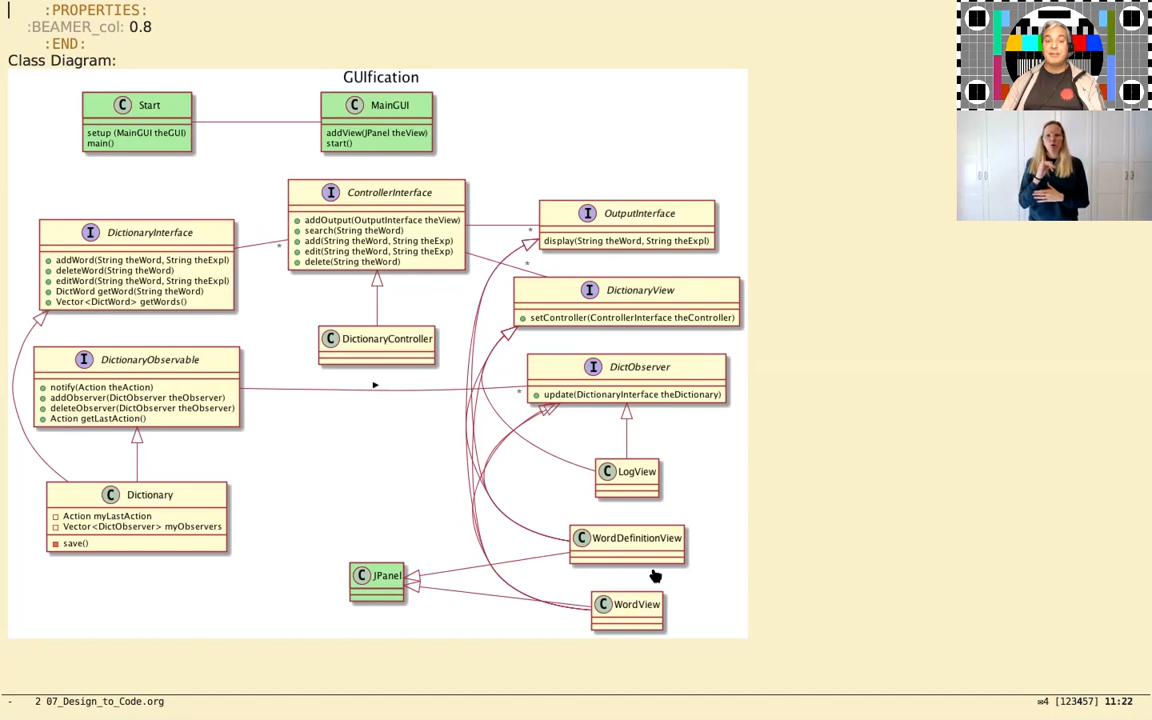 :PROPERTIES:
:BEAMER_col: 0.8
:END:
Class Diagram:
GUIfication
C Start
setup (MainGUI theGUI)
main()
C MainGUI
addView(JPanel theView)
start()
I ControllerInterface
addOutput(OutputInterface theView)
search(String theWord)
add(String theWord, String theExp)
edit(String theWord, String theExp)
delete(String theWord)
I OutputInterface
display(String theWord, String theExpl)
I DictionaryInterface
addWord(String theWord, String theExpl)
deleteWord(String theWord)
editWord(String theWord, String theExpl)
DictWord getWord(String theWord)
Vector<DictWord> getWords()
*
*
*
I DictionaryView
setController(ControllerInterface theController)
C DictionaryController
I DictionaryObservable
notify(Action theAction)
addObserver(DictObserver theObserver)
deleteObserver(DictObserver theObserver)
Action getLastAction()
I DictObserver
update(DictionaryInterface theDictionary)
*
C LogView
C Dictionary
Action myLastAction
Vector<DictObserver> myObservers
save()
C WordDefinitionView
C JPanel
C WordView
- 2 07_Design_to_Code.org
✉4 [123457] 11:22